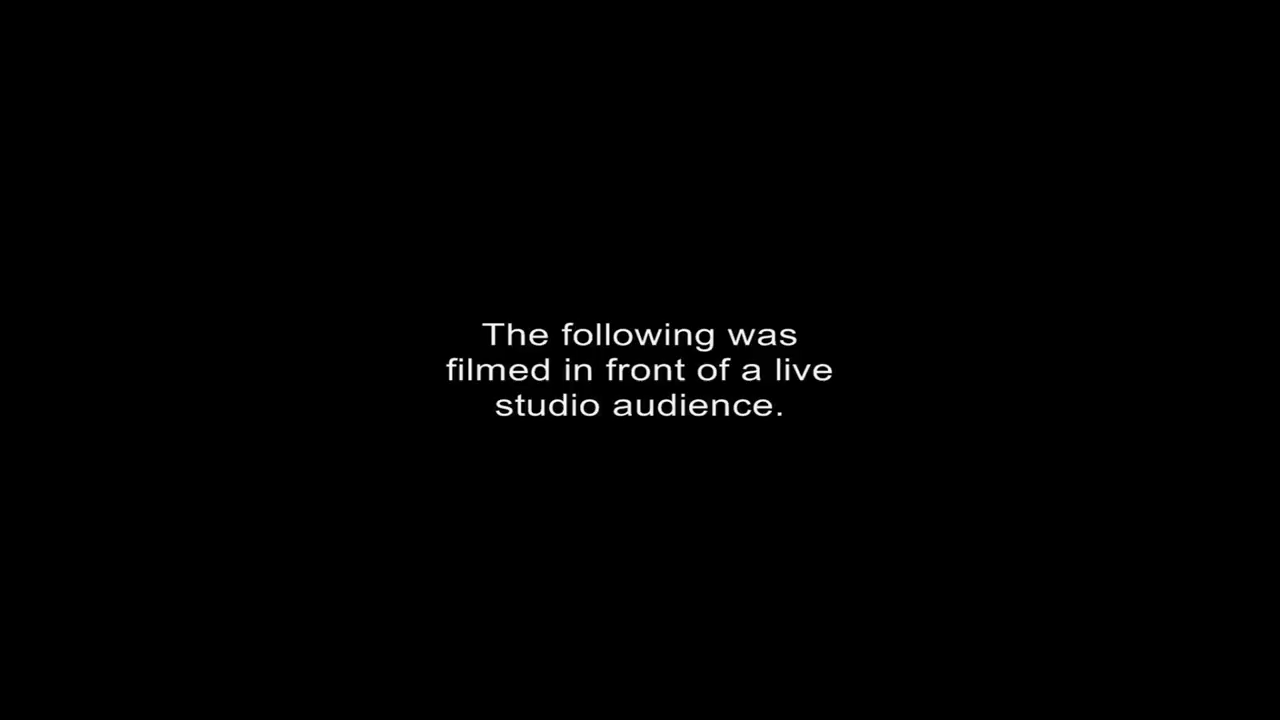 The following was
filmed in front of a live
studio audience.